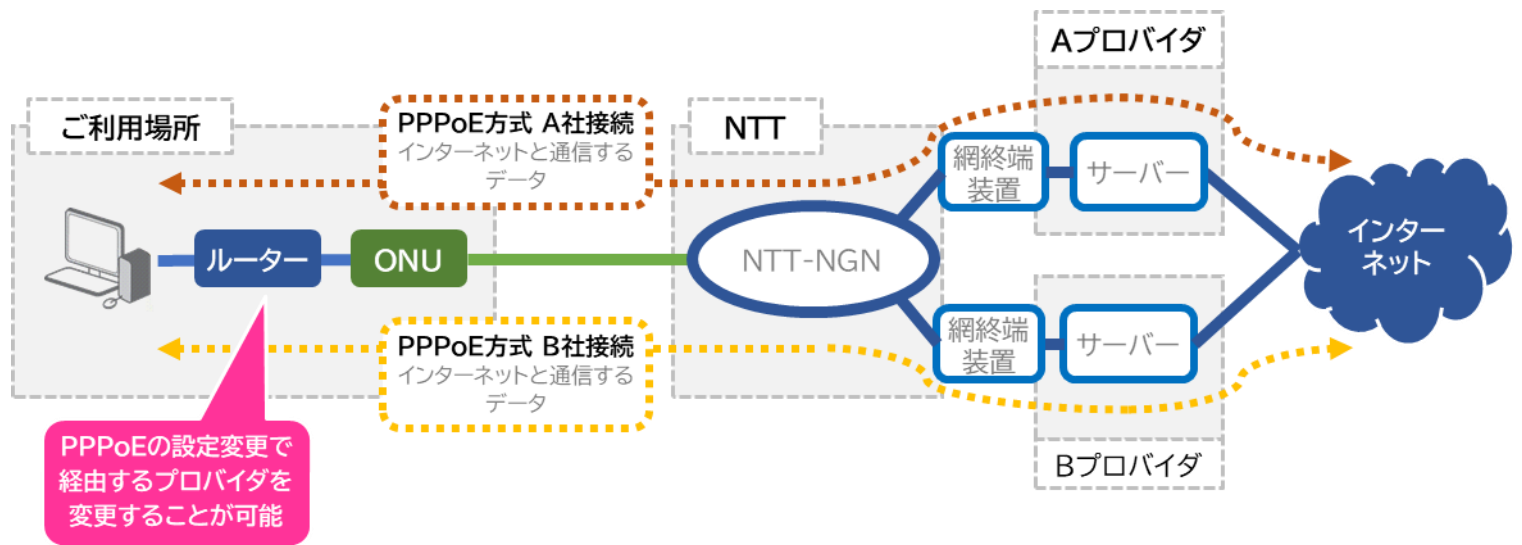 Aプロバイダ
ご利用場所
PPPoE方式 A社接続
インターネットと通信する
データ
NTT
網終端
装置
サーバー
インター
ネット
ルーター
ONU
NTT-NGN
PPPoE方式 B社接続
インターネットと通信する
データ
網終端
装置
サーバー
PPPoEの設定変更で
経由するプロバイダを
変更することが可能
Bプロバイダ